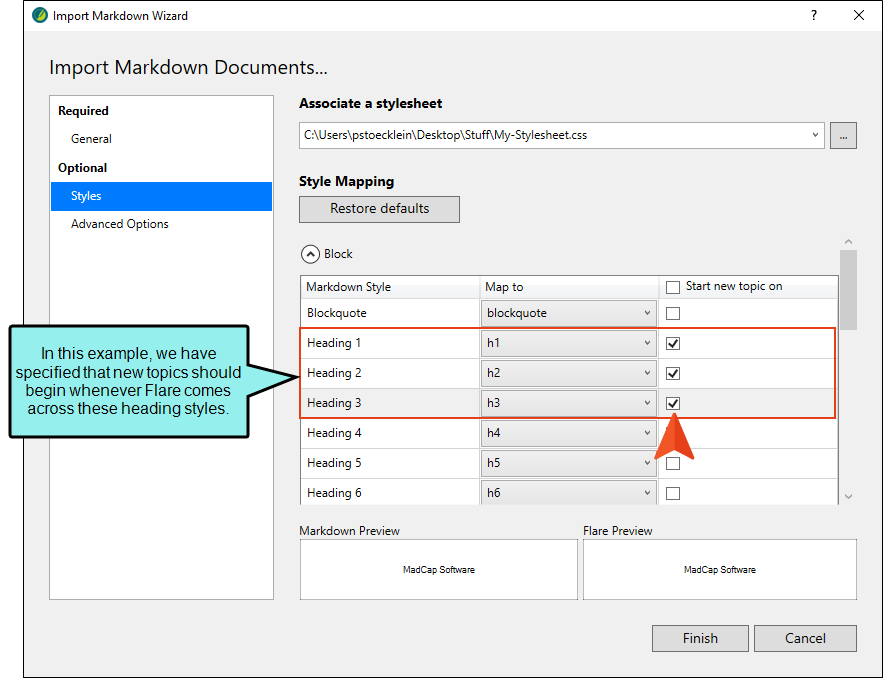 Import Markdown Wizard
?
Import Markdown Documents...
Required
General
Optional
Styles
Advanced Options
Associate a stylesheet
C:\Users\pstoecklein\Desktop\Stuff\My-Stylesheet.css
...
Style Mapping
Restore defaults
Block
Markdown Style Map to Start new topic on
Blockquote blockquote
Heading 1 h1
Heading 2 h2
Heading 3 h3
Heading 4 h4
Heading 5 h5
Heading 6 h6
In this example, we have
specified that new topics should
begin whenever Flare comes
across these heading styles.
Markdown Preview Flare Preview
MadCap Software MadCap Software
Finish Cancel